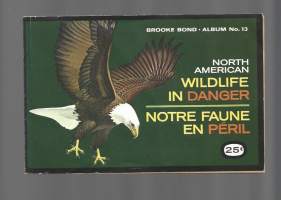 BROOKE BOND • ALBUM No. 13
NORTH
AMERICAN
WILDLIFE
IN DANGER
NOTRE FAUNE
EN PÉRIL
25¢